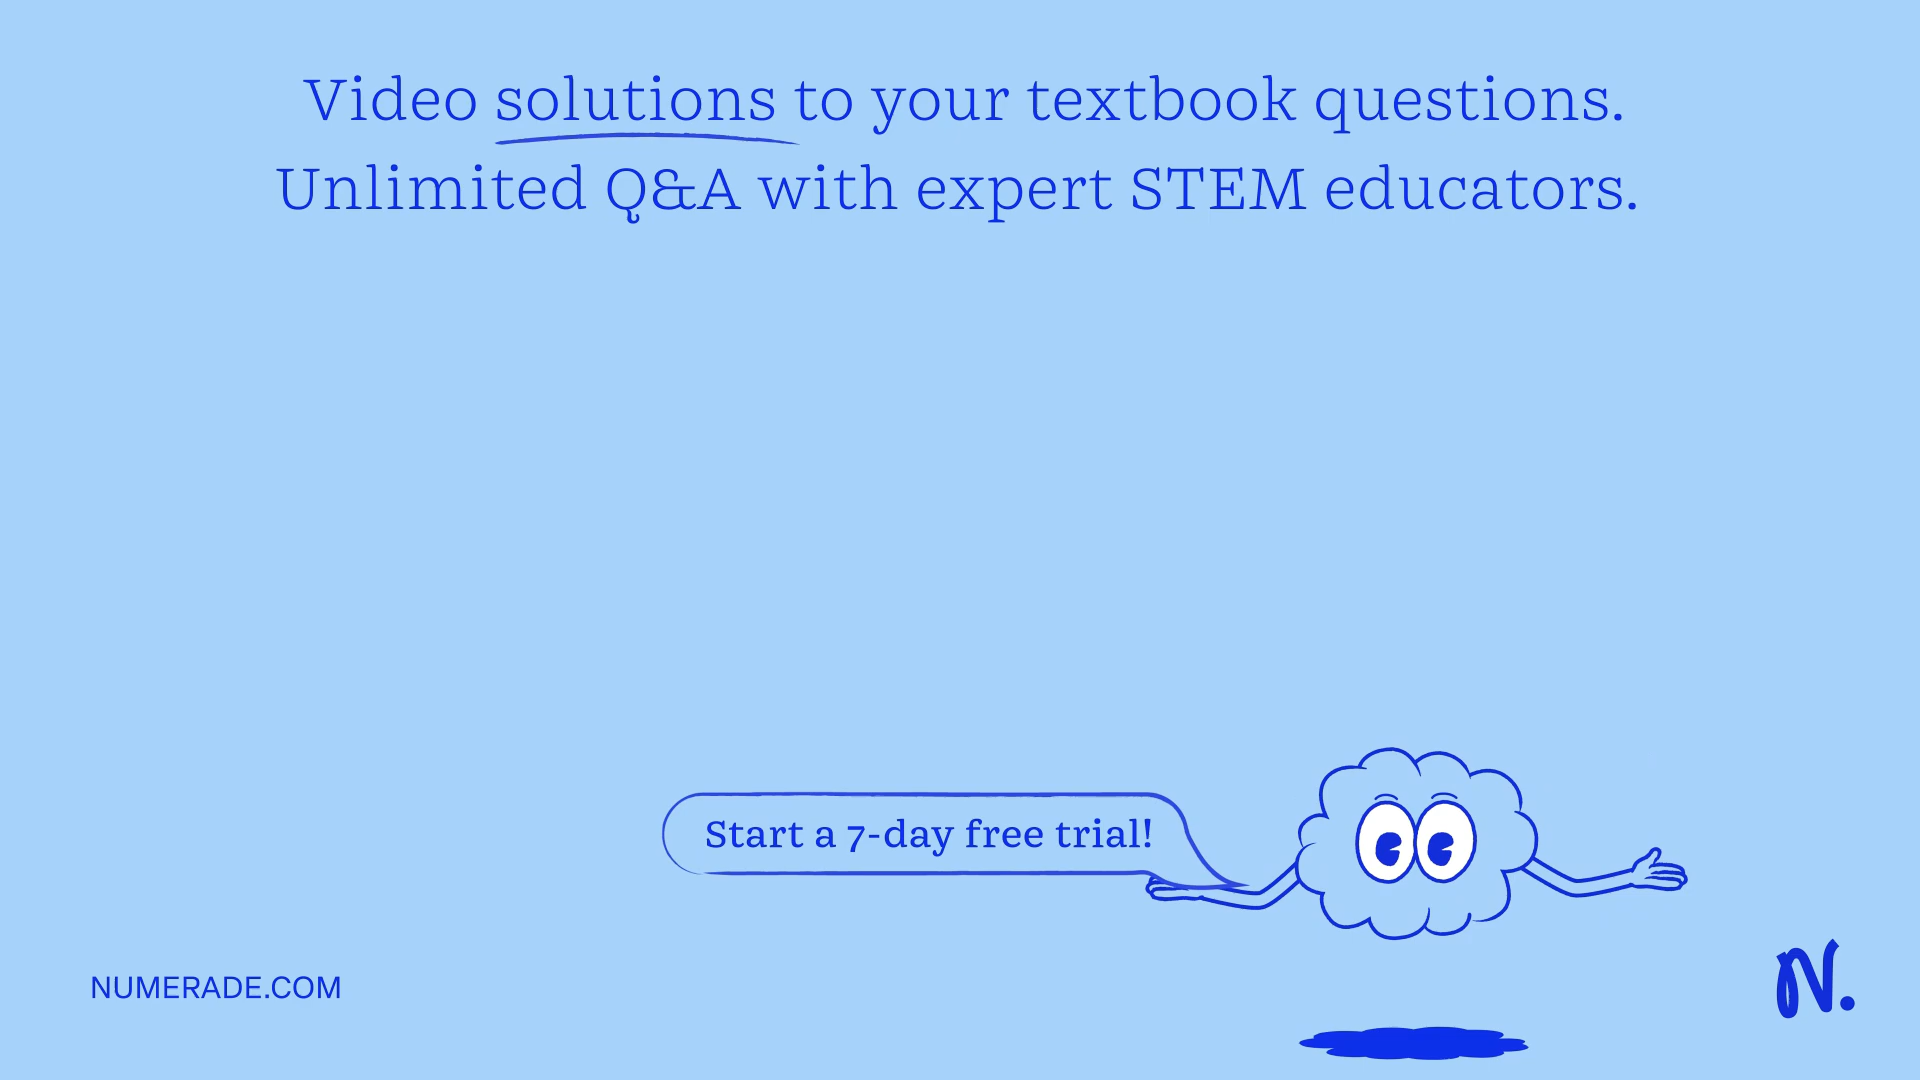 Video solutions to your textbook questions.
Unlimited Q&A with expert STEM educators.
Start a 7-day free trial!
NUMERADE.COM
N.